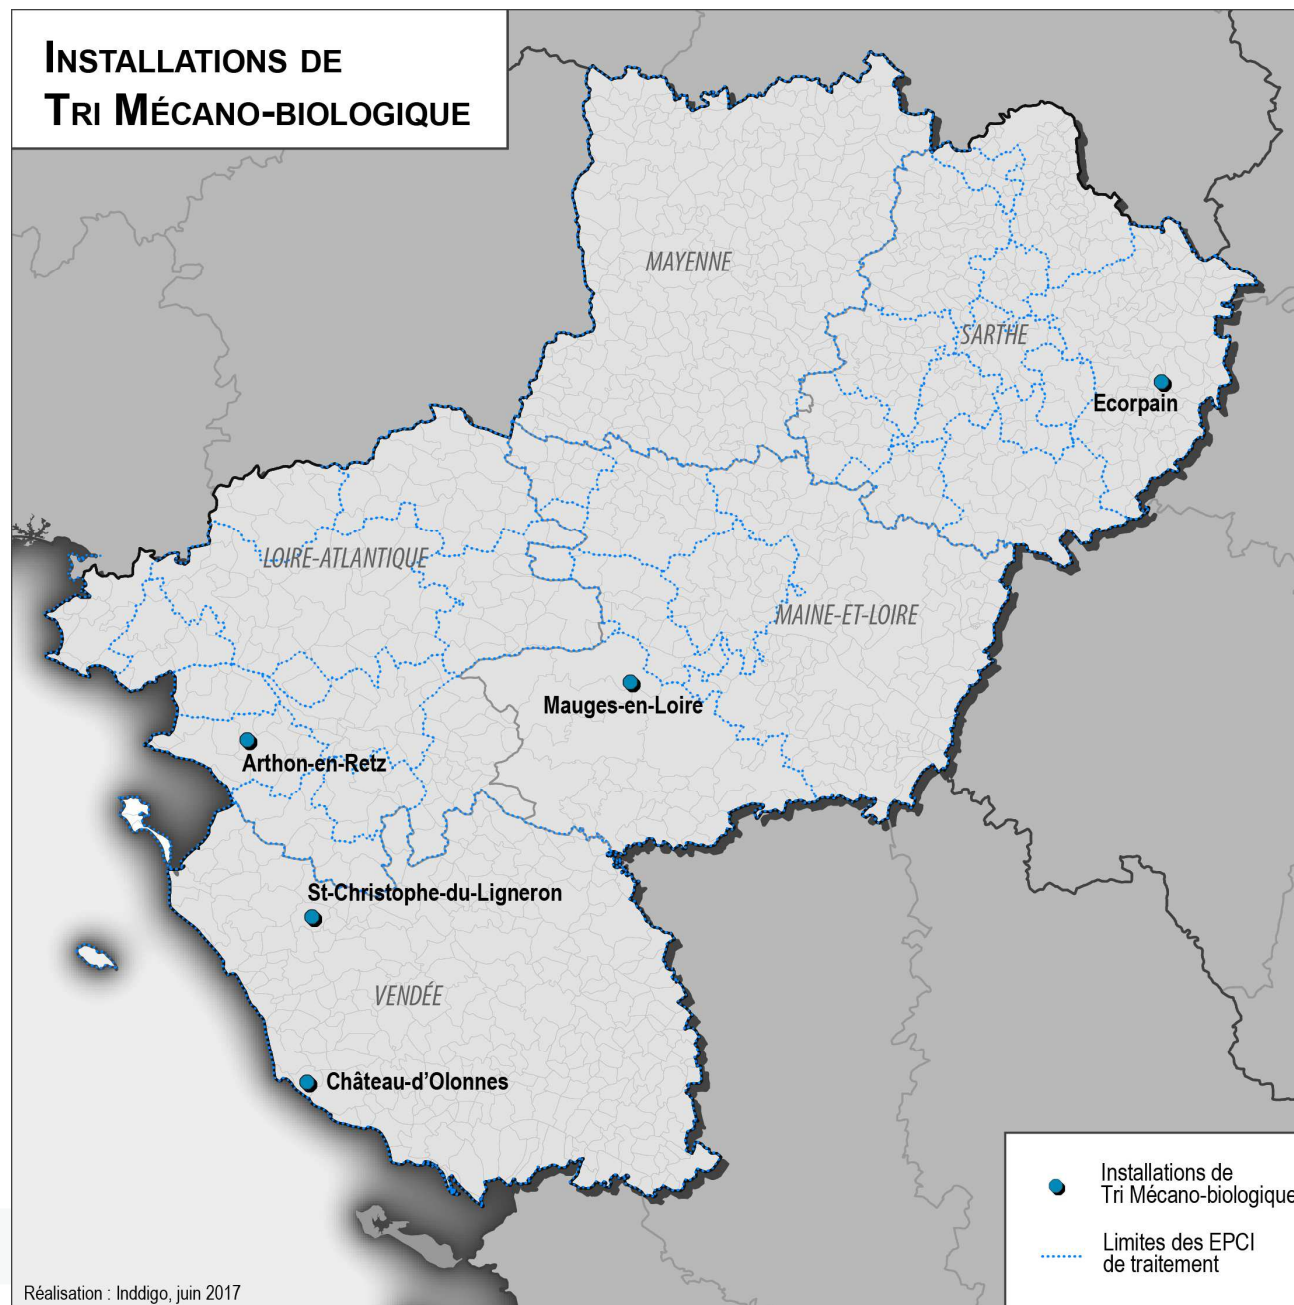 INSTALLATIONS DE
TRI MÉCANO-BIOLOGIQUE
MAYENNE
SARTHE
Ecorpain
LOIRE-ATLANTIQUE
MAINE-ET-LOIRE
Mauges-en-Loire
Arthon-en-Retz
St-Christophe-du-Ligneron
VENDÉE
Château-d'Olonnes
Installations de
Tri Mécano-biologique
Limites des EPCI
de traitement
Réalisation : Inddigo, juin 2017